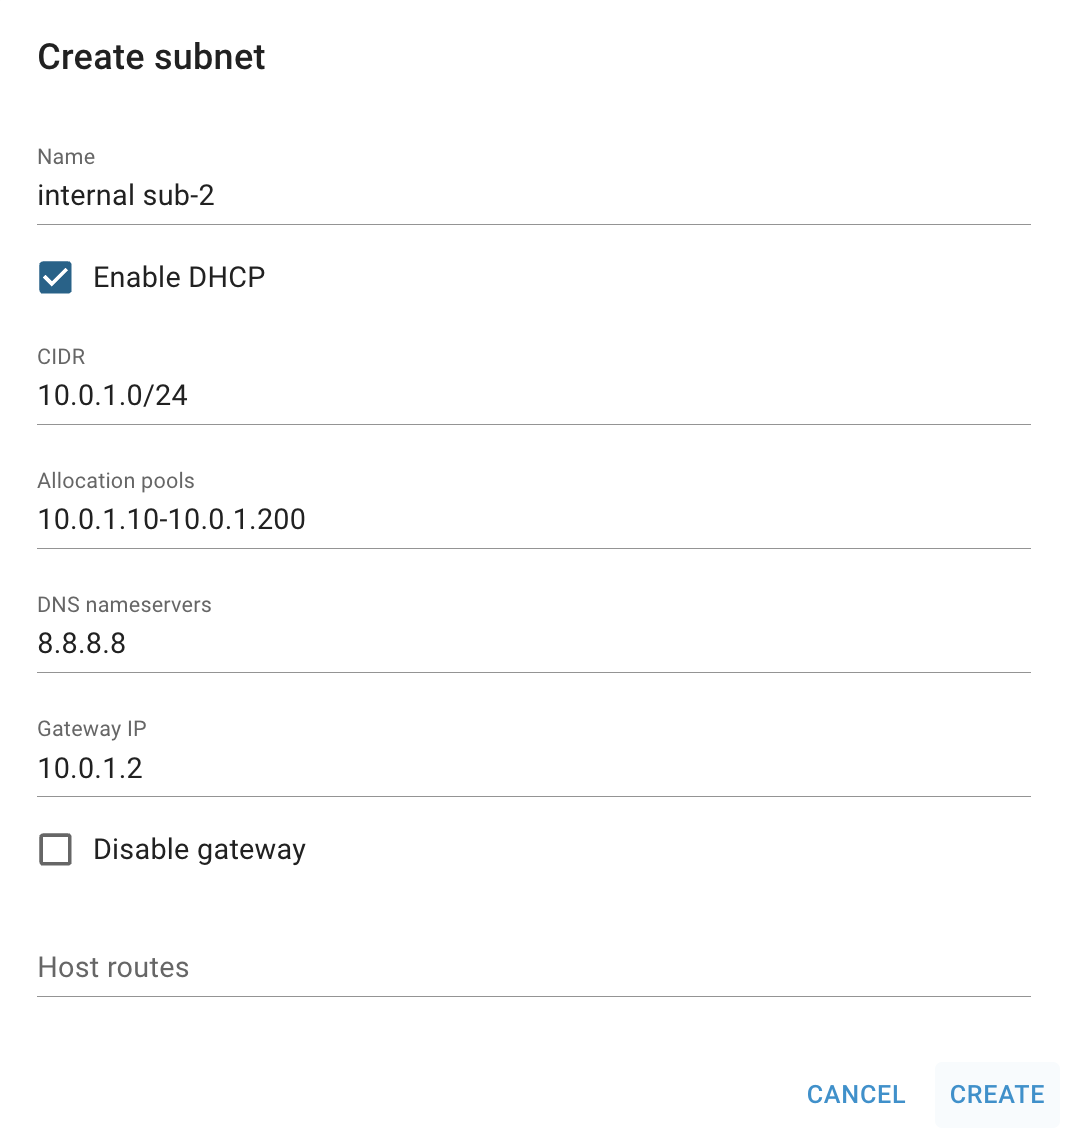 Create subnet
Name
internal sub-2
Enable DHCP
CIDR
10.0.1.0/24
Allocation pools
10.0.1.10-10.0.1.200
DNS nameservers
8.8.8.8
Gateway IP
10.0.1.2
Disable gateway
Host routes
CANCEL CREATE